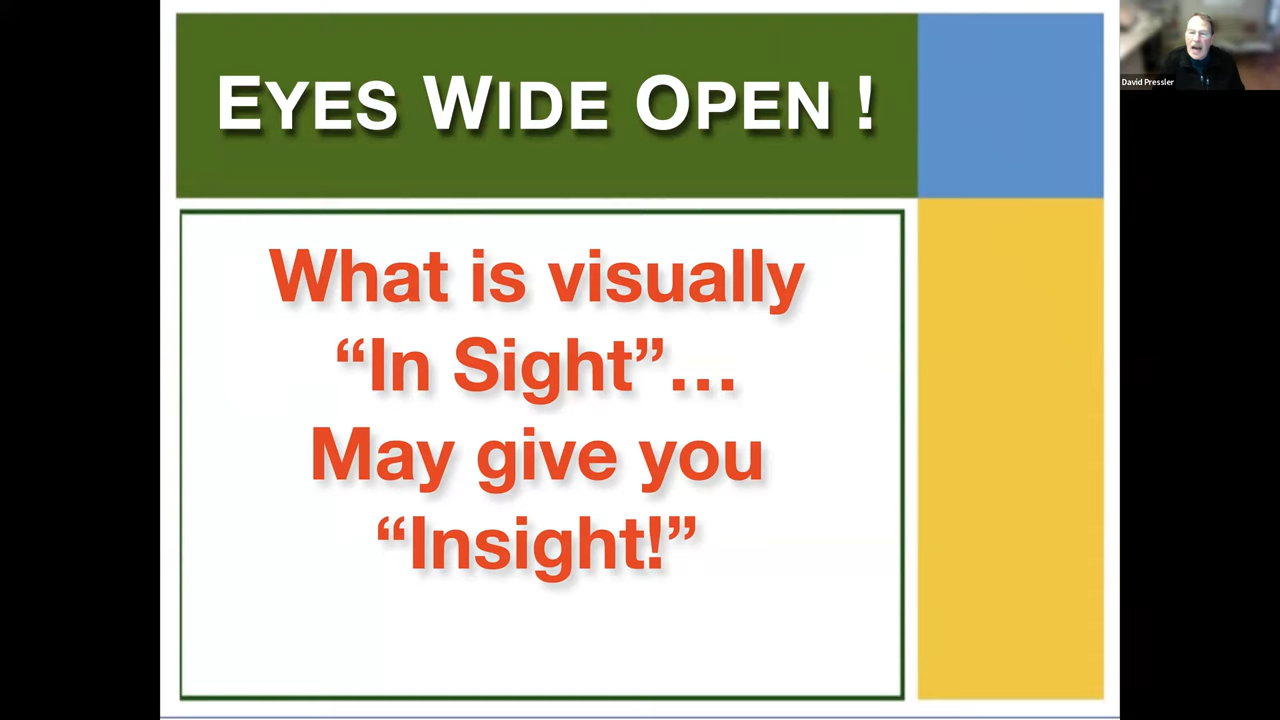 EYES WIDE OPEN !
David Pressler
What is visually
“In Sight”…
May give you
“Insight!”